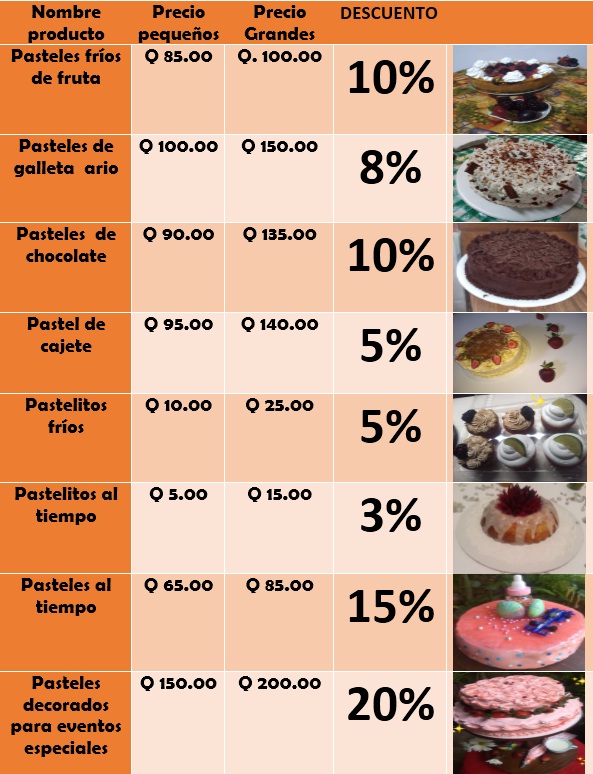 Nombre producto Precio pequeños Precio Grandes DESCUENTO
Pasteles fríos de fruta Q 85.00 Q. 100.00 10%
Pasteles de galleta ario Q 100.00 Q 150.00 8%
Pasteles de chocolate Q 90.00 Q 135.00 10%
Pastel de cajete Q 95.00 Q 140.00 5%
Pastelitos fríos Q 10.00 Q 25.00 5%
Pastelitos al tiempo Q 5.00 Q 15.00 3%
Pasteles al tiempo Q 65.00 Q 85.00 15%
Pasteles decorados para eventos especiales Q 150.00 Q 200.00 20%